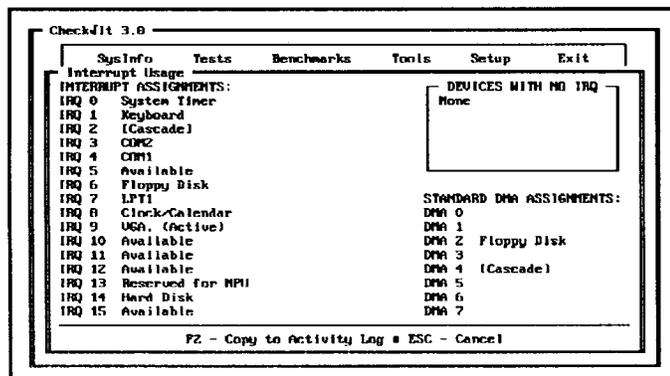 CheckIt 3.0
SysInfo Tests Benchmarks Tools Setup Exit
Interrupt Usage
INTERRUPT ASSIGNMENTS:
IRQ 0 System Timer
IRQ 1 Keyboard
IRQ 2 [Cascade]
IRQ 3 COM2
IRQ 4 COM1
IRQ 5 Available
IRQ 6 Floppy Disk
IRQ 7 LPT1
IRQ 8 Clock/Calendar
IRQ 9 VGA, (Active)
IRQ 10 Available
IRQ 11 Available
IRQ 12 Available
IRQ 13 Reserved for NPU
IRQ 14 Hard Disk
IRQ 15 Available
DEVICES WITH NO IRQ
None
STANDARD DMA ASSIGNMENTS:
DMA 0
DMA 1
DMA 2 Floppy Disk
DMA 3
DMA 4 [Cascade]
DMA 5
DMA 6
DMA 7
F2 - Copy to Activity Log ■ ESC - Cancel